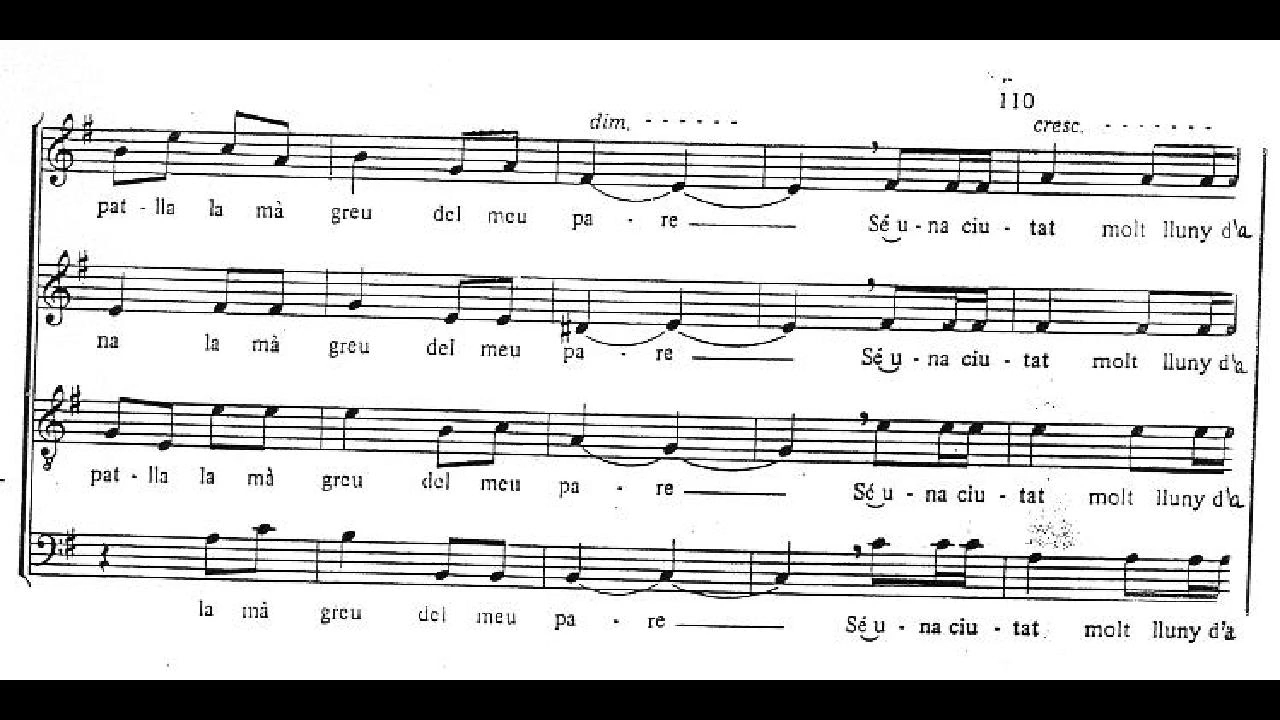 110
dim. cresc.
pat - lla la mà greu del meu pa - re Sé u - na ciu - tat molt lluny d'a
na la mà greu del meu pa - re Sé u - na ciu - tat molt lluny d'a
pat - lla la mà greu del meu pa - re Sé u - na ciu - tat molt lluny d'a
la mà greu del meu pa - re Sé u - na ciu - tat molt lluny d'a